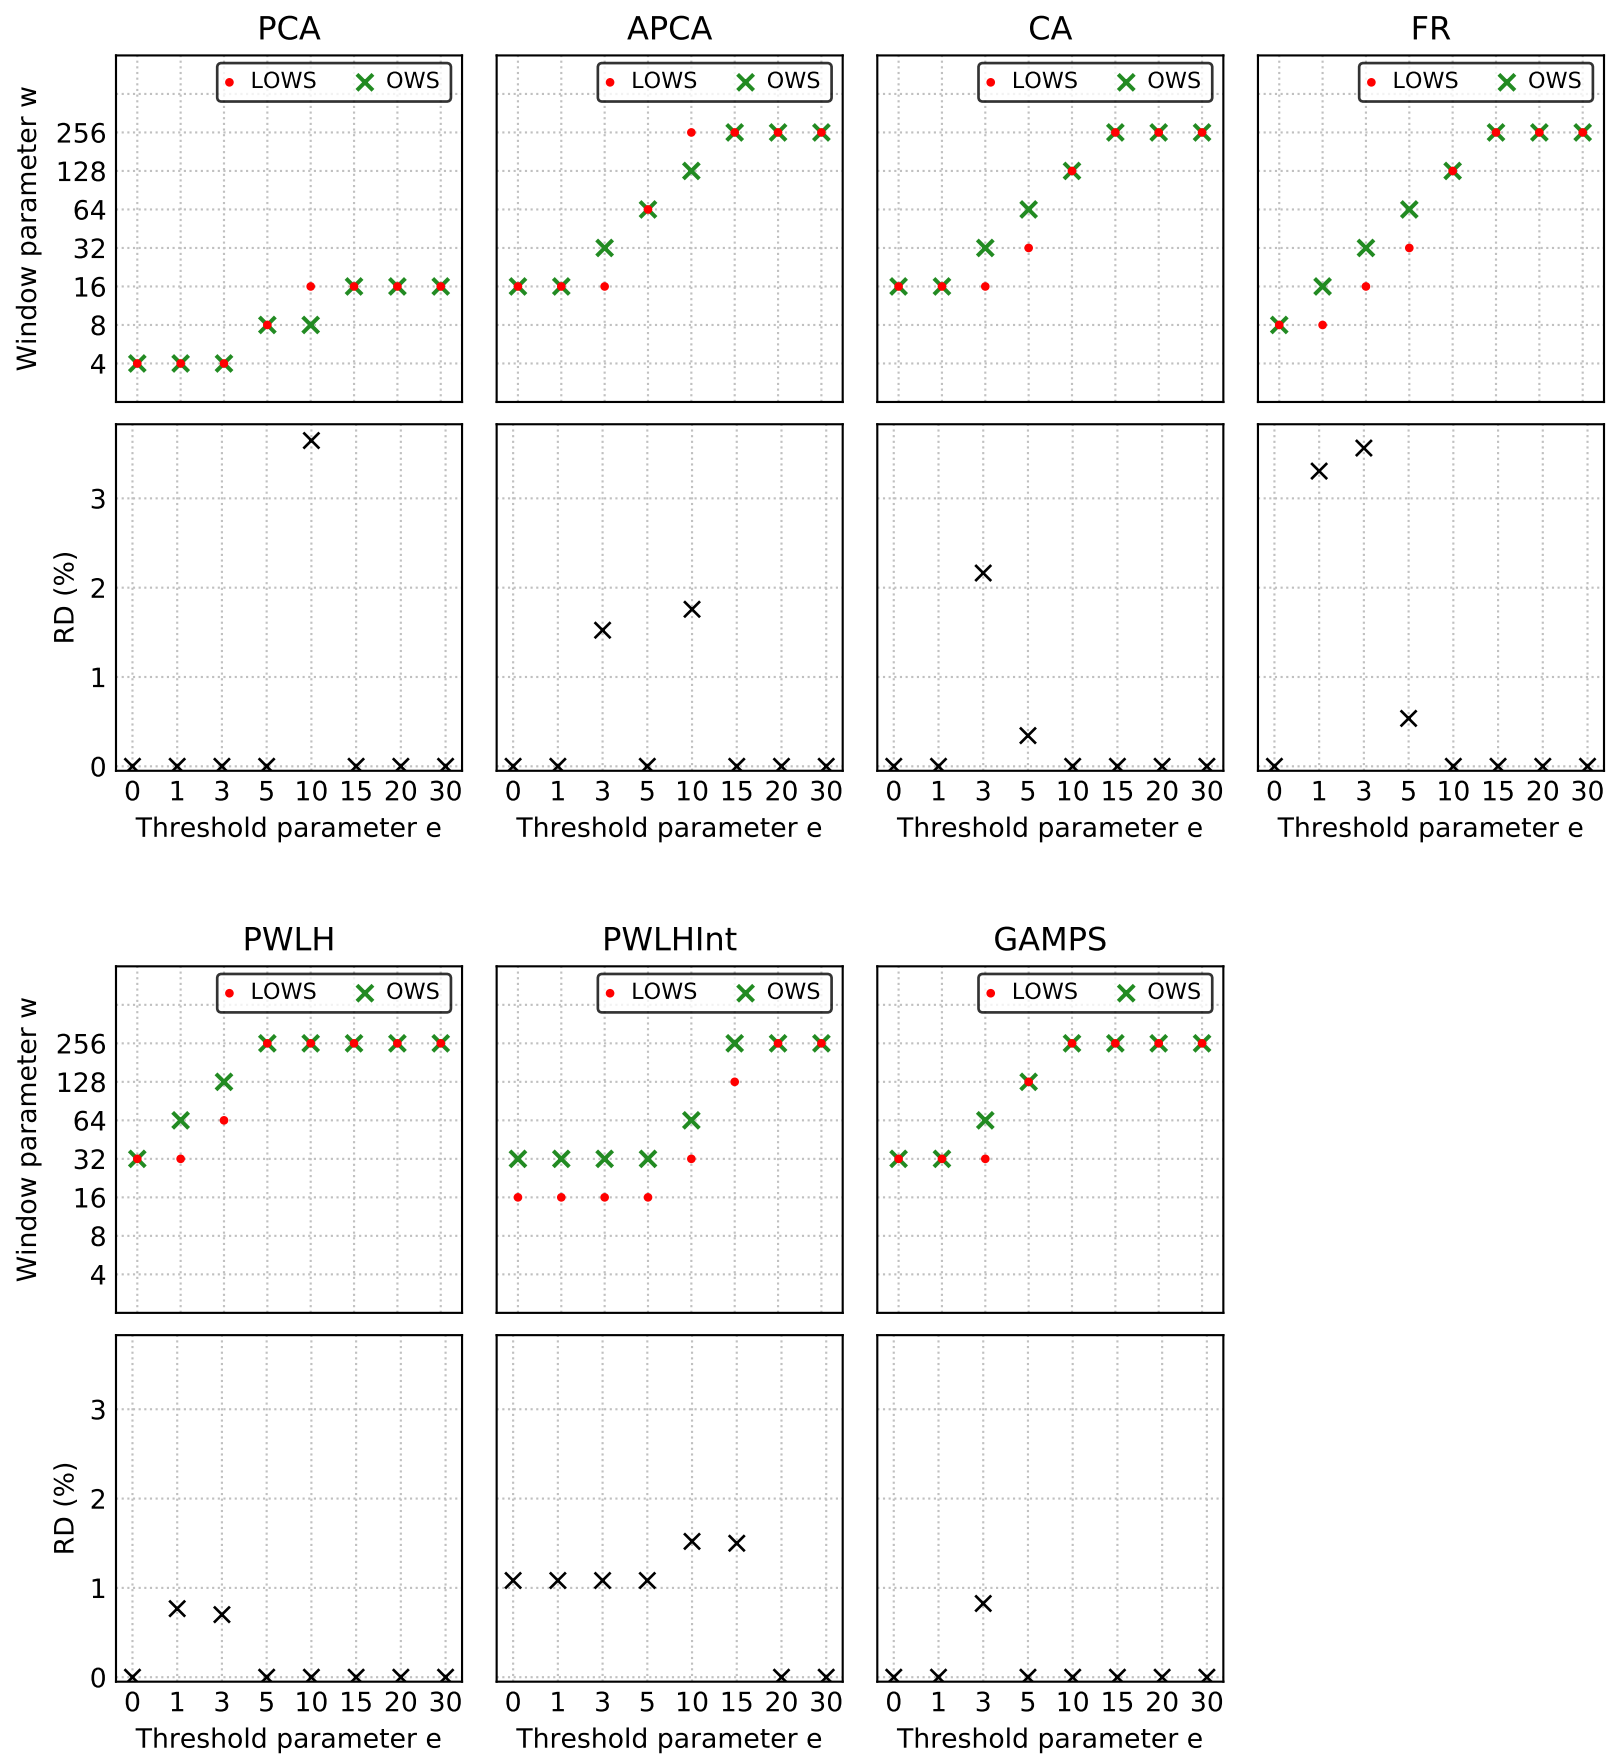 PCA APCA CA FR
LOWS OWS LOWS OWS LOWS OWS LOWS OWS
Window parameter w
256
128
64
32
16
8
4
RD (%)
3
2
1
0
0 1 3 5 10 15 20 30 0 1 3 5 10 15 20 30 0 1 3 5 10 15 20 30 0 1 3 5 10 15 20 30
Threshold parameter e Threshold parameter e Threshold parameter e Threshold parameter e
PWLH PWLHInt GAMPS
LOWS OWS LOWS OWS LOWS OWS
Window parameter w
256
128
64
32
16
8
4
RD (%)
3
2
1
0
0 1 3 5 10 15 20 30 0 1 3 5 10 15 20 30 0 1 3 5 10 15 20 30
Threshold parameter e Threshold parameter e Threshold parameter e